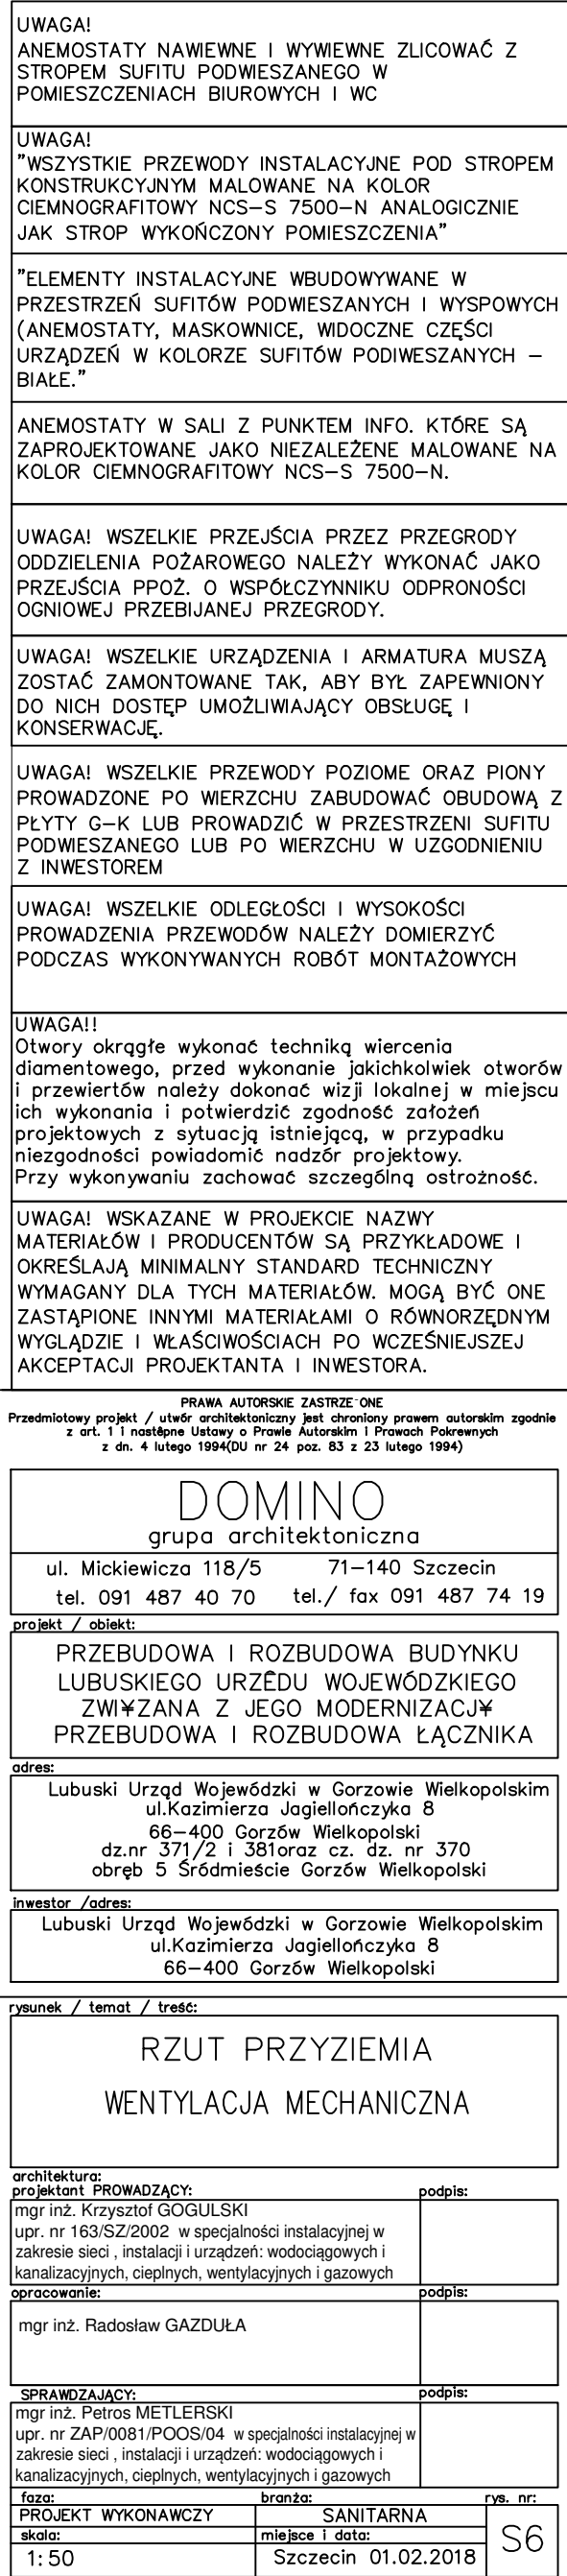 UWAGA!
ANEMOSTATY NAWIEWNE I WYWIEWNE ZLICOWAĆ Z
STROPEM SUFITU PODWIESZANEGO W
POMIESZCZENIACH BIUROWYCH I WC
UWAGA!
”WSZYSTKIE PRZEWODY INSTALACYJNE POD STROPEM
KONSTRUKCYJNYM MALOWANE NA KOLOR
CIEMNOGRAFITOWY NCS–S 7500–N ANALOGICZNIE
JAK STROP WYKOŃCZONY POMIESZCZENIA”
”ELEMENTY INSTALACYJNE WBUDOWYWANE W
PRZESTRZEŃ SUFITÓW PODWIESZANYCH I WYSPOWYCH
(ANEMOSTATY, MASKOWNICE, WIDOCZNE CZĘŚCI
URZĄDZEŃ W KOLORZE SUFITÓW PODIWESZANYCH –
BIAŁE.”
ANEMOSTATY W SALI Z PUNKTEM INFO. KTÓRE SĄ
ZAPROJEKTOWANE JAKO NIEZALEŻENE MALOWANE NA
KOLOR CIEMNOGRAFITOWY NCS–S 7500–N.
UWAGA! WSZELKIE PRZEJŚCIA PRZEZ PRZEGRODY
ODDZIELENIA POŻAROWEGO NALEŻY WYKONAĆ JAKO
PRZEJŚCIA PPOŻ. O WSPÓŁCZYNNIKU ODPRONOŚCI
OGNIOWEJ PRZEBIJANEJ PRZEGRODY.
UWAGA! WSZELKIE URZĄDZENIA I ARMATURA MUSZĄ
ZOSTAĆ ZAMONTOWANE TAK, ABY BYŁ ZAPEWNIONY
DO NICH DOSTĘP UMOŻLIWIAJĄCY OBSŁUGĘ I
KONSERWACJĘ.
UWAGA! WSZELKIE PRZEWODY POZIOME ORAZ PIONY
PROWADZONE PO WIERZCHU ZABUDOWAĆ OBUDOWĄ Z
PŁYTY G–K LUB PROWADZIĆ W PRZESTRZENI SUFITU
PODWIESZANEGO LUB PO WIERZCHU W UZGODNIENIU
Z INWESTOREM
UWAGA! WSZELKIE ODLEGŁOŚCI I WYSOKOŚCI
PROWADZENIA PRZEWODÓW NALEŻY DOMIERZYĆ
PODCZAS WYKONYWANYCH ROBÓT MONTAŻOWYCH
UWAGA!!
Otwory okrągłe wykonać techniką wiercenia
diamentowego, przed wykonanie jakichkolwiek otworów
i przewiertów należy dokonać wizji lokalnej w miejscu
ich wykonania i potwierdzić zgodność założeń
projektowych z sytuacją istniejącą, w przypadku
niezgodności powiadomić nadzór projektowy.
Przy wykonywaniu zachować szczególną ostrożność.
UWAGA! WSKAZANE W PROJEKCIE NAZWY
MATERIAŁÓW I PRODUCENTÓW SĄ PRZYKŁADOWE I
OKREŚLAJĄ MINIMALNY STANDARD TECHNICZNY
WYMAGANY DLA TYCH MATERIAŁÓW. MOGĄ BYĆ ONE
ZASTĄPIONE INNYMI MATERIAŁAMI O RÓWNORZĘDNYM
WYGLĄDZIE I WŁAŚCIWOŚCIACH PO WCZEŚNIEJSZEJ
AKCEPTACJI PROJEKTANTA I INWESTORA.
PRAWA AUTORSKIE ZASTRZE¯ONE
Przedmiotowy projekt / utwór architektoniczny jest chroniony prawem autorskim zgodnie
z art. 1 i nastêpne Ustawy o Prawie Autorskim i Prawach Pokrewnych
z dn. 4 lutego 1994(DU nr 24 poz. 83 z 23 lutego 1994)
DOMINO
grupa architektoniczna
ul. Mickiewicza 118/5 71–140 Szczecin
tel. 091 487 40 70 tel./ fax 091 487 74 19
projekt / obiekt:
PRZEBUDOWA I ROZBUDOWA BUDYNKU
LUBUSKIEGO URZÊDU WOJEWÓDZKIEGO
ZWI¥ZANA Z JEGO MODERNIZACJ¥
PRZEBUDOWA I ROZBUDOWA ŁĄCZNIKA
adres:
Lubuski Urząd Wojewódzki w Gorzowie Wielkopolskim
ul.Kazimierza Jagiellończyka 8
66–400 Gorzów Wielkopolski
dz.nr 371/2 i 381oraz cz. dz. nr 370
obręb 5 Śródmieście Gorzów Wielkopolski
inwestor /adres:
Lubuski Urząd Wojewódzki w Gorzowie Wielkopolskim
ul.Kazimierza Jagiellończyka 8
66–400 Gorzów Wielkopolski
rysunek / temat / treść:
RZUT PRZYZIEMIA
WENTYLACJA MECHANICZNA
architektura:
projektant PROWADZĄCY: podpis:
mgr inż. Krzysztof GOGULSKI
upr. nr 163/SZ/2002 w specjalności instalacyjnej w
zakresie sieci , instalacji i urządzeń: wodociągowych i
kanalizacyjnych, cieplnych, wentylacyjnych i gazowych
opracowanie: podpis:
mgr inż. Radosław GAZDUŁA
SPRAWDZAJĄCY: podpis:
mgr inż. Petros METLERSKI
upr. nr ZAP/0081/POOS/04 w specjalności instalacyjnej w
zakresie sieci , instalacji i urządzeń: wodociągowych i
kanalizacyjnych, cieplnych, wentylacyjnych i gazowych
faza: branża: rys. nr:
PROJEKT WYKONAWCZY SANITARNA
skala: miejsce i data: S6
1:50 Szczecin 01.02.2018